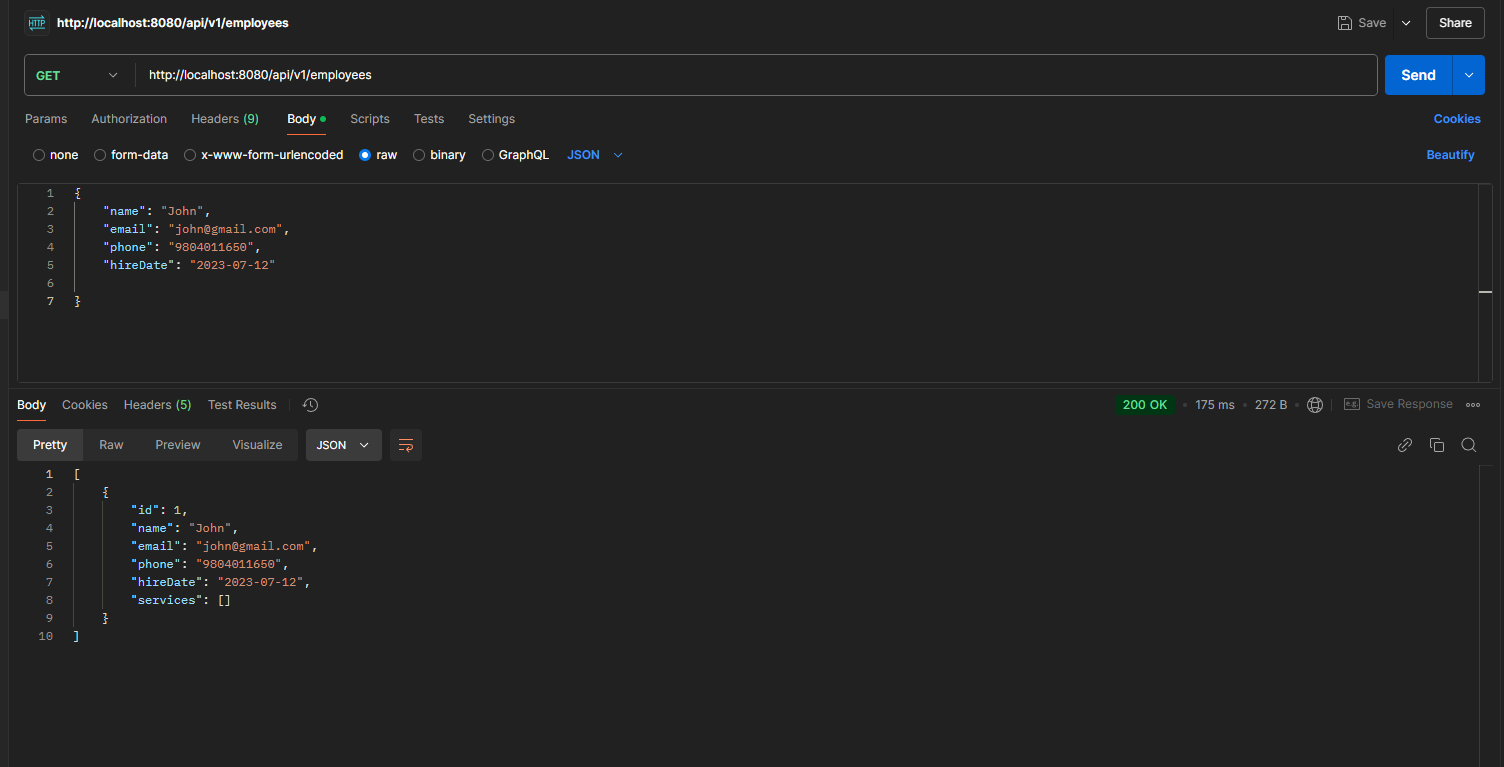 HTTP http://localhost:8080/api/v1/employees Save Share
GET http://localhost:8080/api/v1/employees Send
Params Authorization Headers (9) Body Scripts Tests Settings Cookies
none form-data x-www-form-urlencoded raw binary GraphQL JSON Beautify
1 {
2 "name": "John",
3 "email": "john@gmail.com",
4 "phone": "9804011650",
5 "hireDate": "2023-07-12"
6
7 }
Body Cookies Headers (5) Test Results 200 OK 175 ms 272 B Save Response
Pretty Raw Preview Visualize JSON
1 [
2 {
3 "id": 1,
4 "name": "John",
5 "email": "john@gmail.com",
6 "phone": "9804011650",
7 "hireDate": "2023-07-12",
8 "services": []
9 }
10 ]